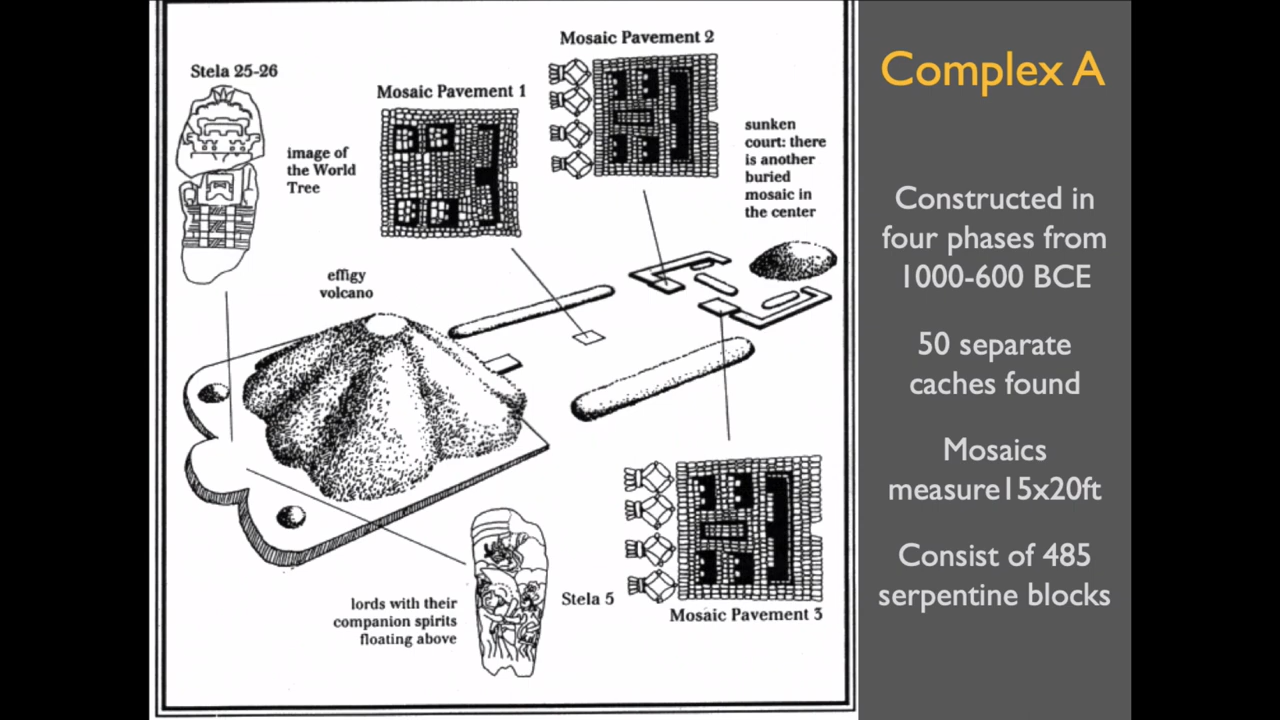 Stela 25-26
image of
the World
Tree
Mosaic Pavement 1
Mosaic Pavement 2
sunken
court: there
is another
buried
mosaic in
the center
effigy
volcano
lords with their
companion spirits
floating above
Stela 5
Mosaic Pavement 3
Complex A
Constructed in
four phases from
1000-600 BCE
50 separate
caches found
Mosaics
measure15x20ft
Consist of 485
serpentine blocks